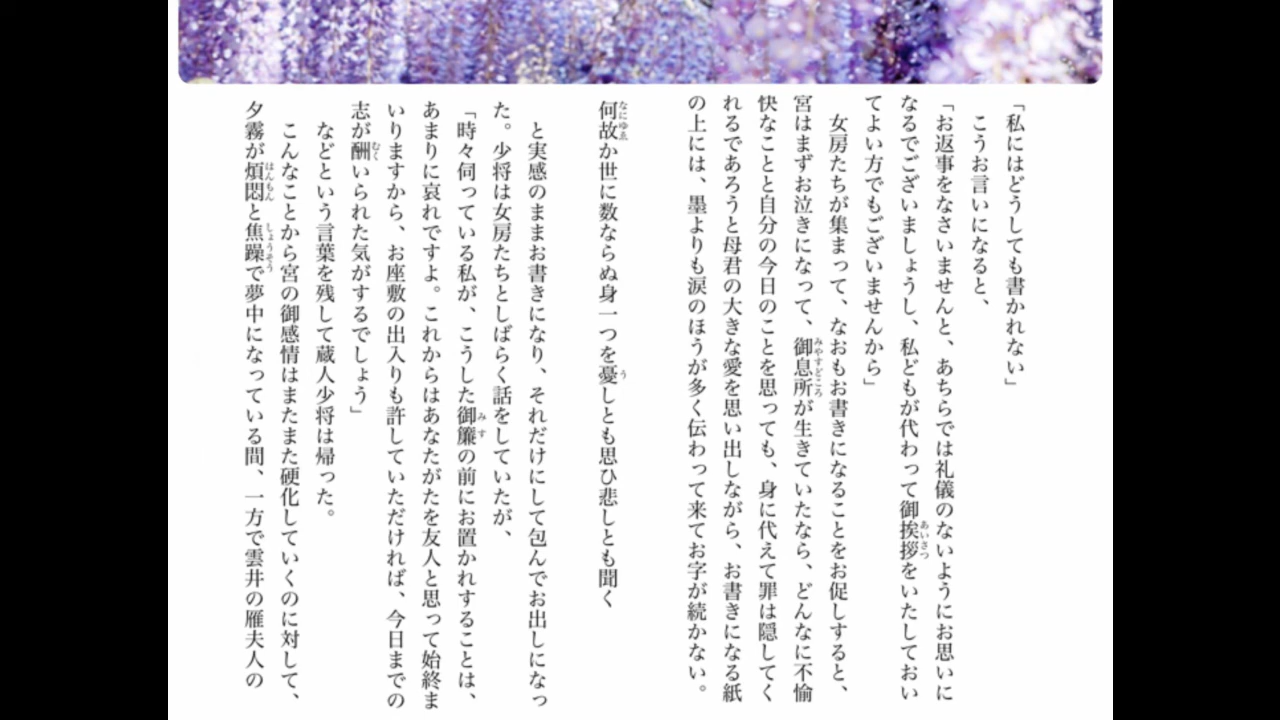 「私にはどうしても書かれない」
こうお言いになると、
「お返事をなさいませんと、あちらでは礼儀のないようにお思いに
なるでございましょうし、私どもが代わって御挨拶をいたしておい
てよい方でもございませんから」
女房たちが集まって、なおもお書きになることをお促しすると、
宮はまずお泣きになって、御息所が生きていたなら、どんなに不愉
快なことと自分の今日のことを思っても、身に代えて罪は隠してく
れるであろうと母君の大きな愛を思い出しながら、お書きになる紙
の上には、墨よりも涙のほうが多く伝わって来てお字が続かない。
何故か世に数ならぬ身一つを憂しとも思ひ悲しとも聞く
と実感のままお書きになり、それだけにして包んでお出しになっ
た。少将は女房たちとしばらく話をしていたが、
「時々伺っている私が、こうした御簾の前にお置かれすることは、
あまりに哀れですよ。これからはあなたがたを友人と思って始終ま
いりますから、お座敷の出入りも許していただければ、今日までの
志が酬いられた気がするでしょう」
などという言葉を残して蔵人少将は帰った。
こんなことから宮の御感情はまたまた硬化していくのに対して、
夕霧が煩悶と焦躁で夢中になっている間、一方で雲井の雁夫人の